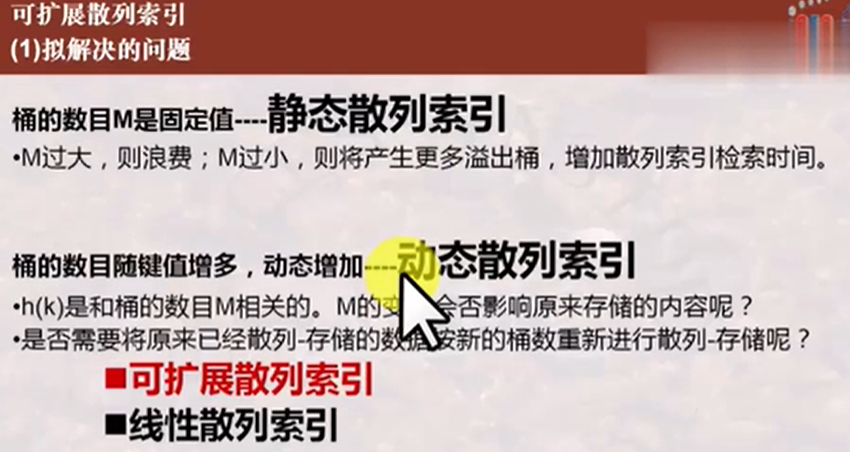 可扩展散列索引
(1)拟解决的问题
桶的数目M是固定值----静态散列索引
•M过大，则浪费；M过小，则将产生更多溢出桶，增加散列索引检索时间。
桶的数目随键值增多，动态增加----动态散列索引
•h(k)是和桶的数目M相关的。M的变 会否影响原来存储的内容呢？
•是否需要将原来已经散列-存储的数据按新的桶数重新进行散列-存储呢？
■可扩展散列索引
■线性散列索引